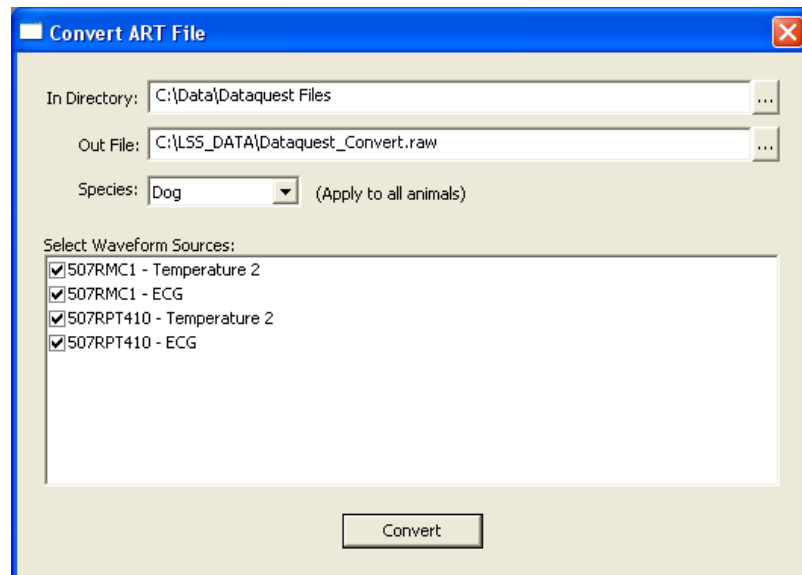 Convert ART File
In Directory: C:\Data\Dataquest Files ...
Out File: C:\LSS_DATA\Dataquest_Convert.raw ...
Species: Dog (Apply to all animals)
Select Waveform Sources:
507RMC1 - Temperature 2
507RMC1 - ECG
507RPT410 - Temperature 2
507RPT410 - ECG
Convert